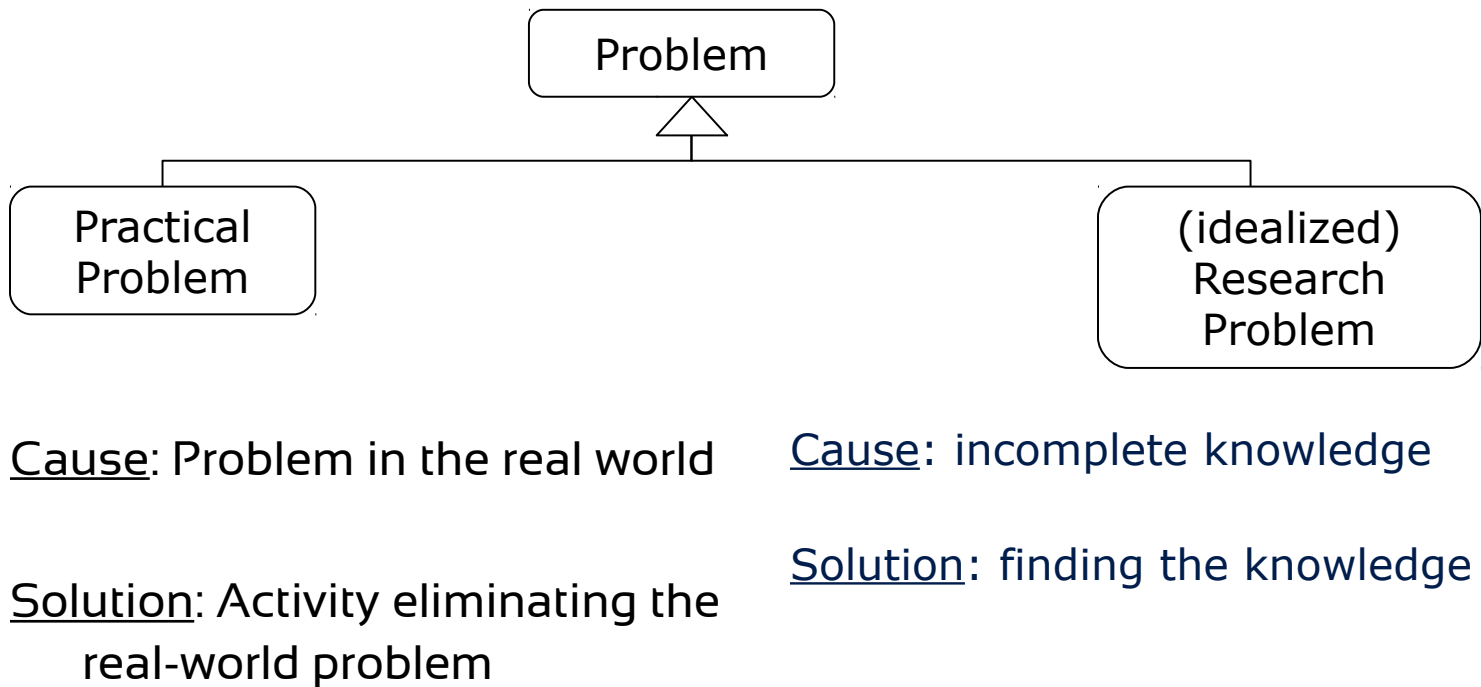 Problem
Practical
Problem
(idealized)
Research
Problem
Cause: Problem in the real world
Solution: Activity eliminating the
real-world problem
Cause: incomplete knowledge
Solution: finding the knowledge